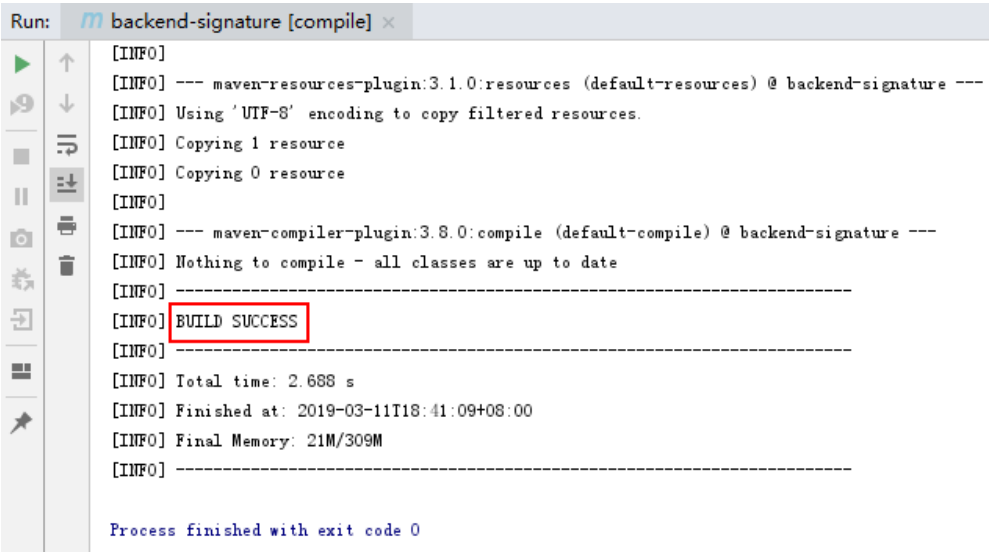 Run: m backend-signature [compile] ×
[INFO]
[INFO] --- maven-resources-plugin:3.1.0:resources (default-resources) @ backend-signature ---
[INFO] Using 'UTF-8' encoding to copy filtered resources.
[INFO] Copying 1 resource
[INFO] Copying 0 resource
[INFO]
[INFO] --- maven-compiler-plugin:3.8.0:compile (default-compile) @ backend-signature ---
[INFO] Nothing to compile - all classes are up to date
[INFO] ------------------------------------------------------------------------
[INFO] BUILD SUCCESS
[INFO] ------------------------------------------------------------------------
[INFO] Total time: 2.688 s
[INFO] Finished at: 2019-03-11T18:41:09+08:00
[INFO] Final Memory: 21M/309M
[INFO] ------------------------------------------------------------------------
Process finished with exit code 0